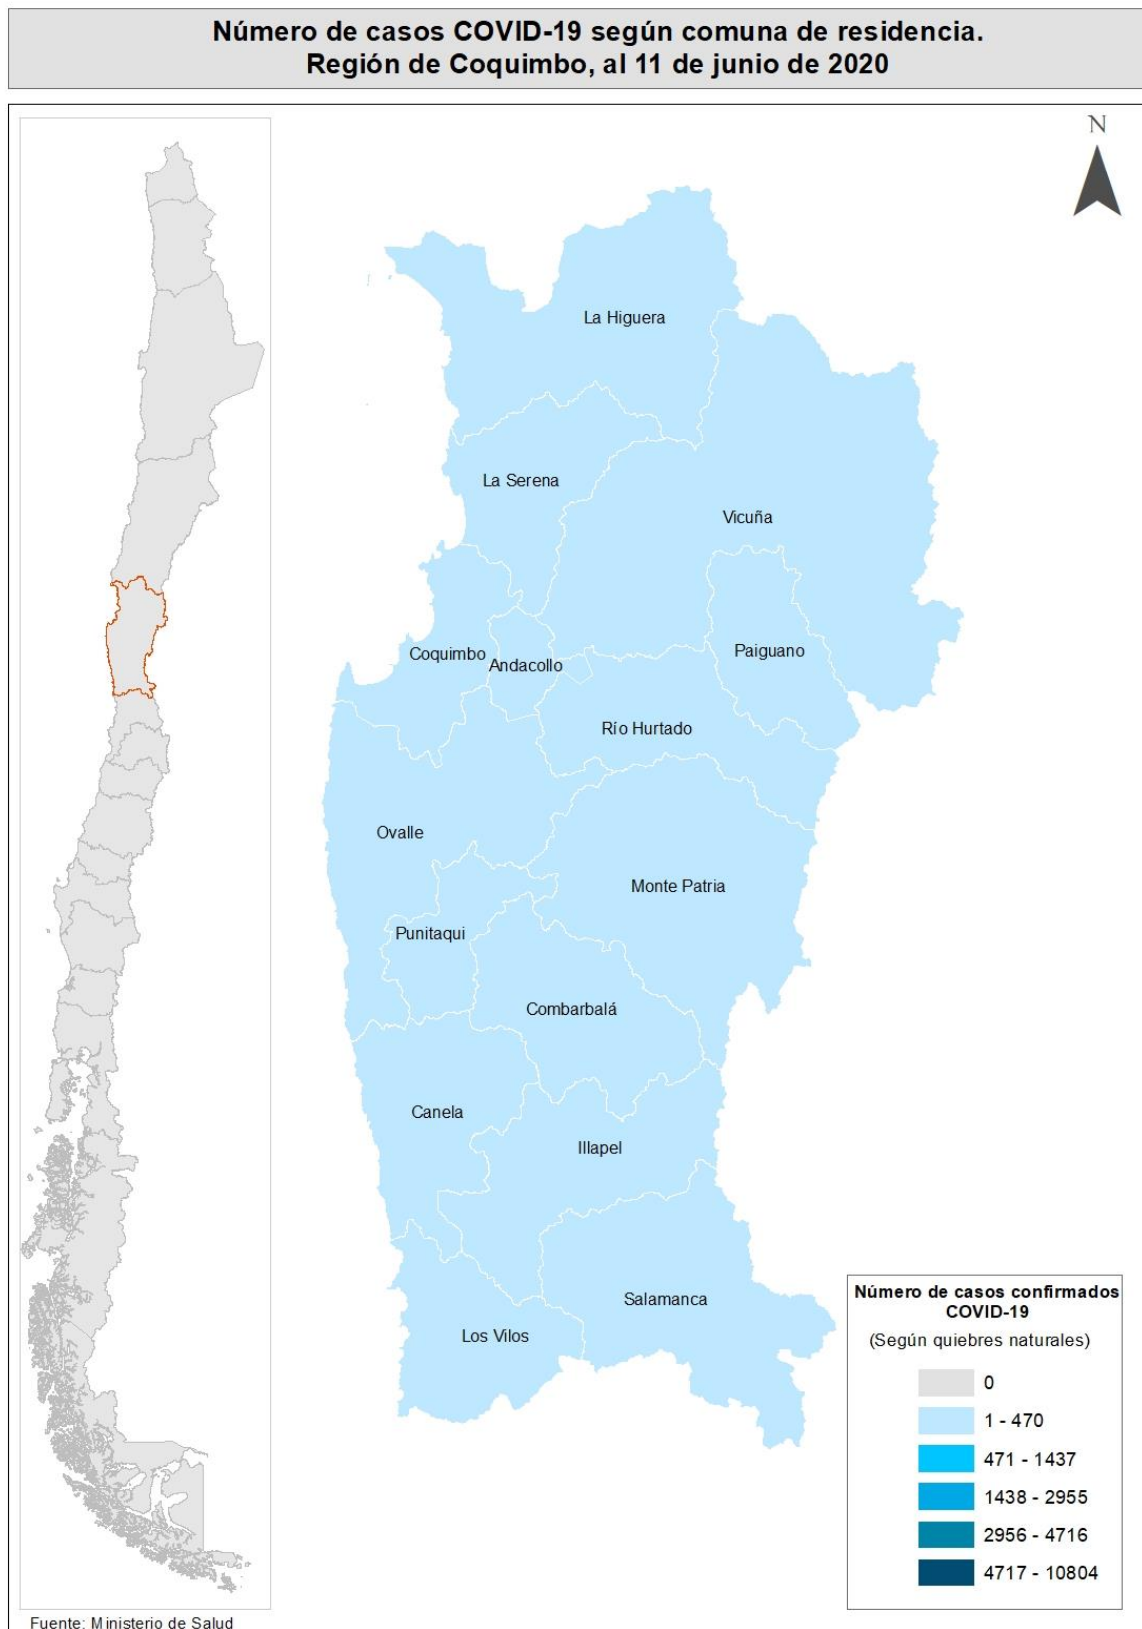 Número de casos COVID-19 según comuna de residencia.
Región de Coquimbo, al 11 de junio de 2020
N
La Higuera
La Serena
Vicuña
Coquimbo
Andacollo
Paiguano
Río Hurtado
Ovalle
Monte Patria
Punitaqui
Combarbalá
Canela
Illapel
Salamanca
Los Vilos
Número de casos confirmados
COVID-19
(Según quiebres naturales)
0
1 - 470
471 - 1437
1438 - 2955
2956 - 4716
4717 - 10804
Fuente: Ministerio de Salud